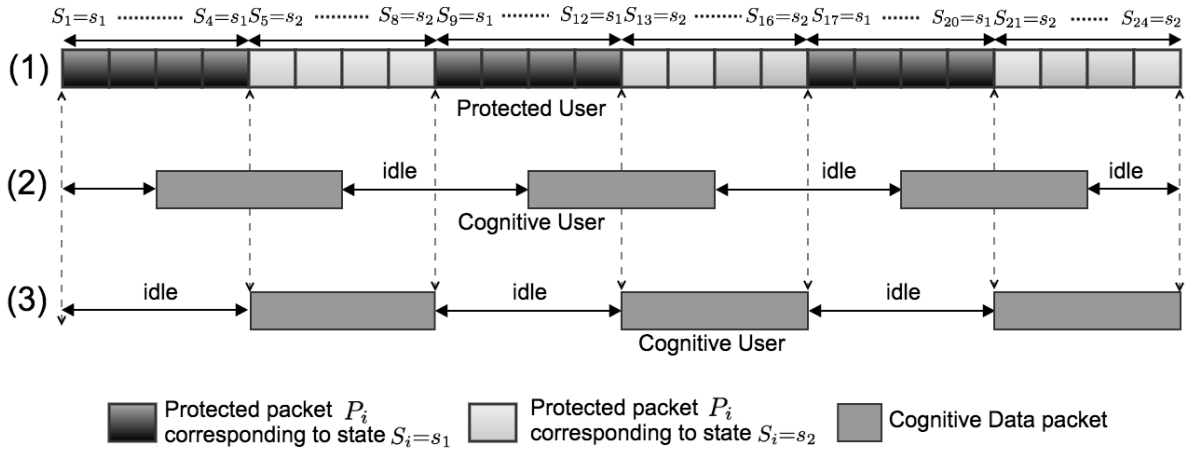 S₁=s₁ ········ S₄=s₁ S₅=s₂ ········ S₈=s₂ S₉=s₁ ········ S₁₂=s₁ S₁₃=s₂ ········ S₁₆=s₂ S₁₇=s₁ ········ S₂₀=s₁ S₂₁=s₂ ········ S₂₄=s₂
(1)
Protected User
(2) idle idle idle
Cognitive User
(3) idle idle idle
Cognitive User
Protected packet Pᵢ
corresponding to state Sᵢ=s₁
Protected packet Pᵢ
corresponding to state Sᵢ=s₂
Cognitive Data packet